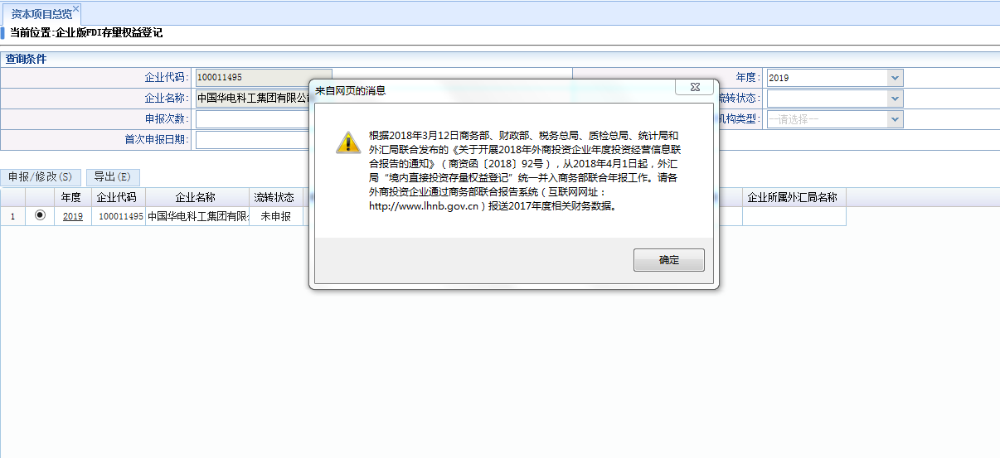 资本项目总览
当前位置:企业版FDI存量权益登记
查询条件
企业代码: 100011495
年度: 2019
企业名称: 中国华电科工集团有限公司
流转状态:
申报次数:
机构类型: --请选择--
首次申报日期:
来自网页的消息
根据2018年3月12日商务部、财政部、税务总局、质检总局、统计局和
外汇局联合发布的《关于开展2018年外商投资企业年度投资经营信息联
合报告的通知》(商资函〔2018〕92号),从2018年4月1日起,外汇
局“境内直接投资存量权益登记”统一并入商务部联合年报工作。请各
外商投资企业通过商务部联合报告系统(互联网网址:
http://www.lhnb.gov.cn)报送2017年度相关财务数据。
确定
申报/修改(S) 导出(E)
年度 企业代码 企业名称 流转状态 企业所属外汇局名称
1 2019 100011495 中国华电科工集团有限 未申报